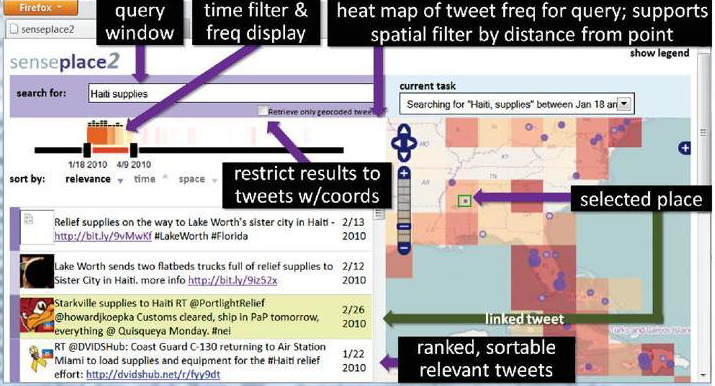 Firefox
senseplace2
query
window
time filter &
freq display
heat map of tweet freq for query; supports
spatial filter by distance from point
show legend
senseplace2
search for:
Haiti supplies
Retrieve only geocoded tweet
current task
Searching for "Haiti, supplies" between Jan 18 an
1/18 2010
4/9 2010
restrict results to
tweets w/coords
sort by:
relevance
time
space
selected place
Relief supplies on the way to Lake Worth's sister city in Haiti -
http://bit.ly/9vMwKf #LakeWorth #Florida
2/13
2010
Lake Worth sends two flatbeds trucks full of relief supplies to
Sister City in Haiti. more info http://bit.ly/9iz52x
2/12
2010
Starkville supplies to Haiti RT @PortlightRelief
@howardjkoepka Customs cleared, ship in PaP tomorrow,
everything @ Quisqueya Monday. #nei
2/26
2010
linked tweet
RT @DVIDSHub: Coast Guard C-130 returning to Air Station
Miami to load supplies and equipment for the #Haiti relief
effort: http://dvidshub.net/r/fyy9dt
1/22
2010
Turks and Caicos Islan
ranked, sortable
relevant tweets